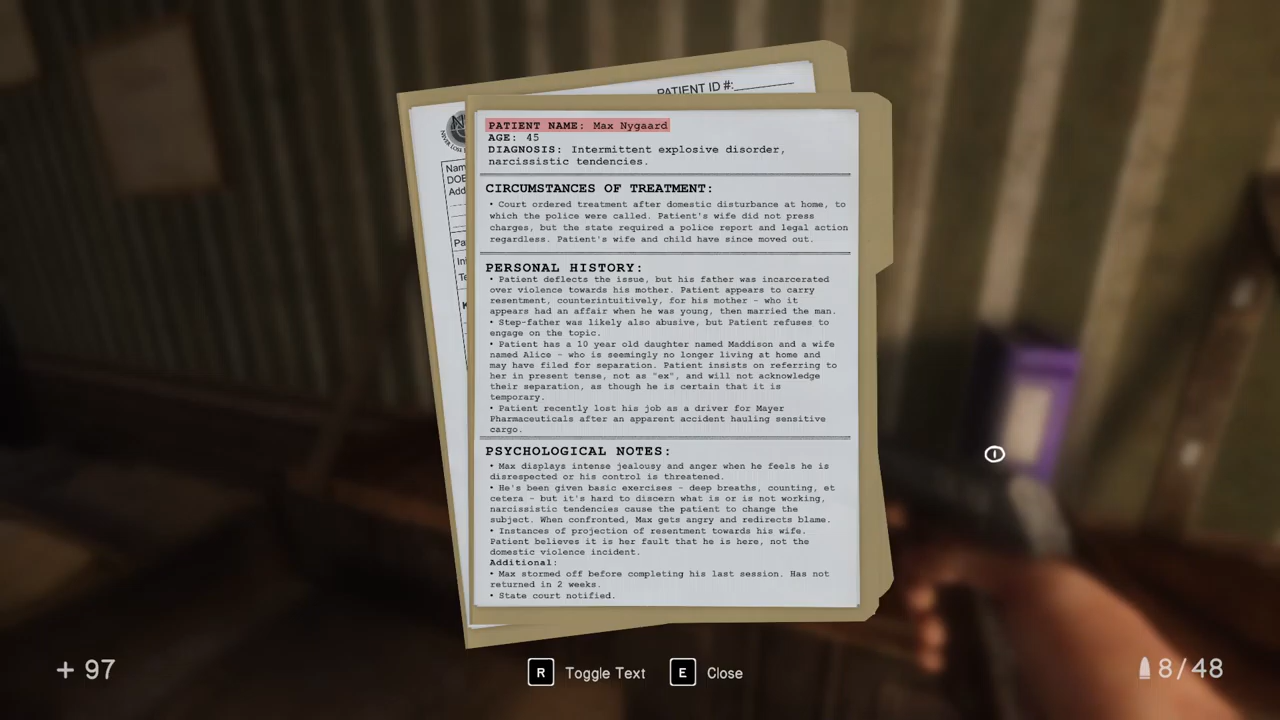 PATIENT ID #:
PATIENT NAME: Max Nygaard
AGE: 45
DIAGNOSIS: Intermittent explosive disorder,
narcissistic tendencies.
CIRCUMSTANCES OF TREATMENT:
• Court ordered treatment after domestic disturbance at home, to
which the police were called. Patient's wife did not press
charges, but the state required a police report and legal action
regardless. Patient's wife and child have since moved out.
PERSONAL HISTORY:
• Patient deflects the issue, but his father was incarcerated
over violence towards his mother. Patient appears to carry
resentment, counterintuitively, for his mother - who it
appears had an affair when he was young, then married the man.
• Step-father was likely also abusive, but Patient refuses to
engage on the topic.
• Patient has a 10 year old daughter named Maddison and a wife
named Alice - who is seemingly no longer living at home and
may have filed for separation. Patient insists on referring to
her in present tense, not as "ex", and will not acknowledge
their separation, as though he is certain that it is
temporary.
• Patient recently lost his job as a driver for Mayer
Pharmaceuticals after an apparent accident hauling sensitive
cargo.
PSYCHOLOGICAL NOTES:
• Max displays intense jealousy and anger when he feels he is
disrespected or his control is threatened.
• He's been given basic exercises - deep breaths, counting, et
cetera - but it's hard to discern what is or is not working,
narcissistic tendencies cause the patient to change the
subject. When confronted, Max gets angry and redirects blame.
• Instances of projection of resentment towards his wife.
Patient believes it is her fault that he is here, not the
domestic violence incident.
Additional:
• Max stormed off before completing his last session. Has not
returned in 2 weeks.
• State court notified.
+ 97
R Toggle Text E Close
8/48